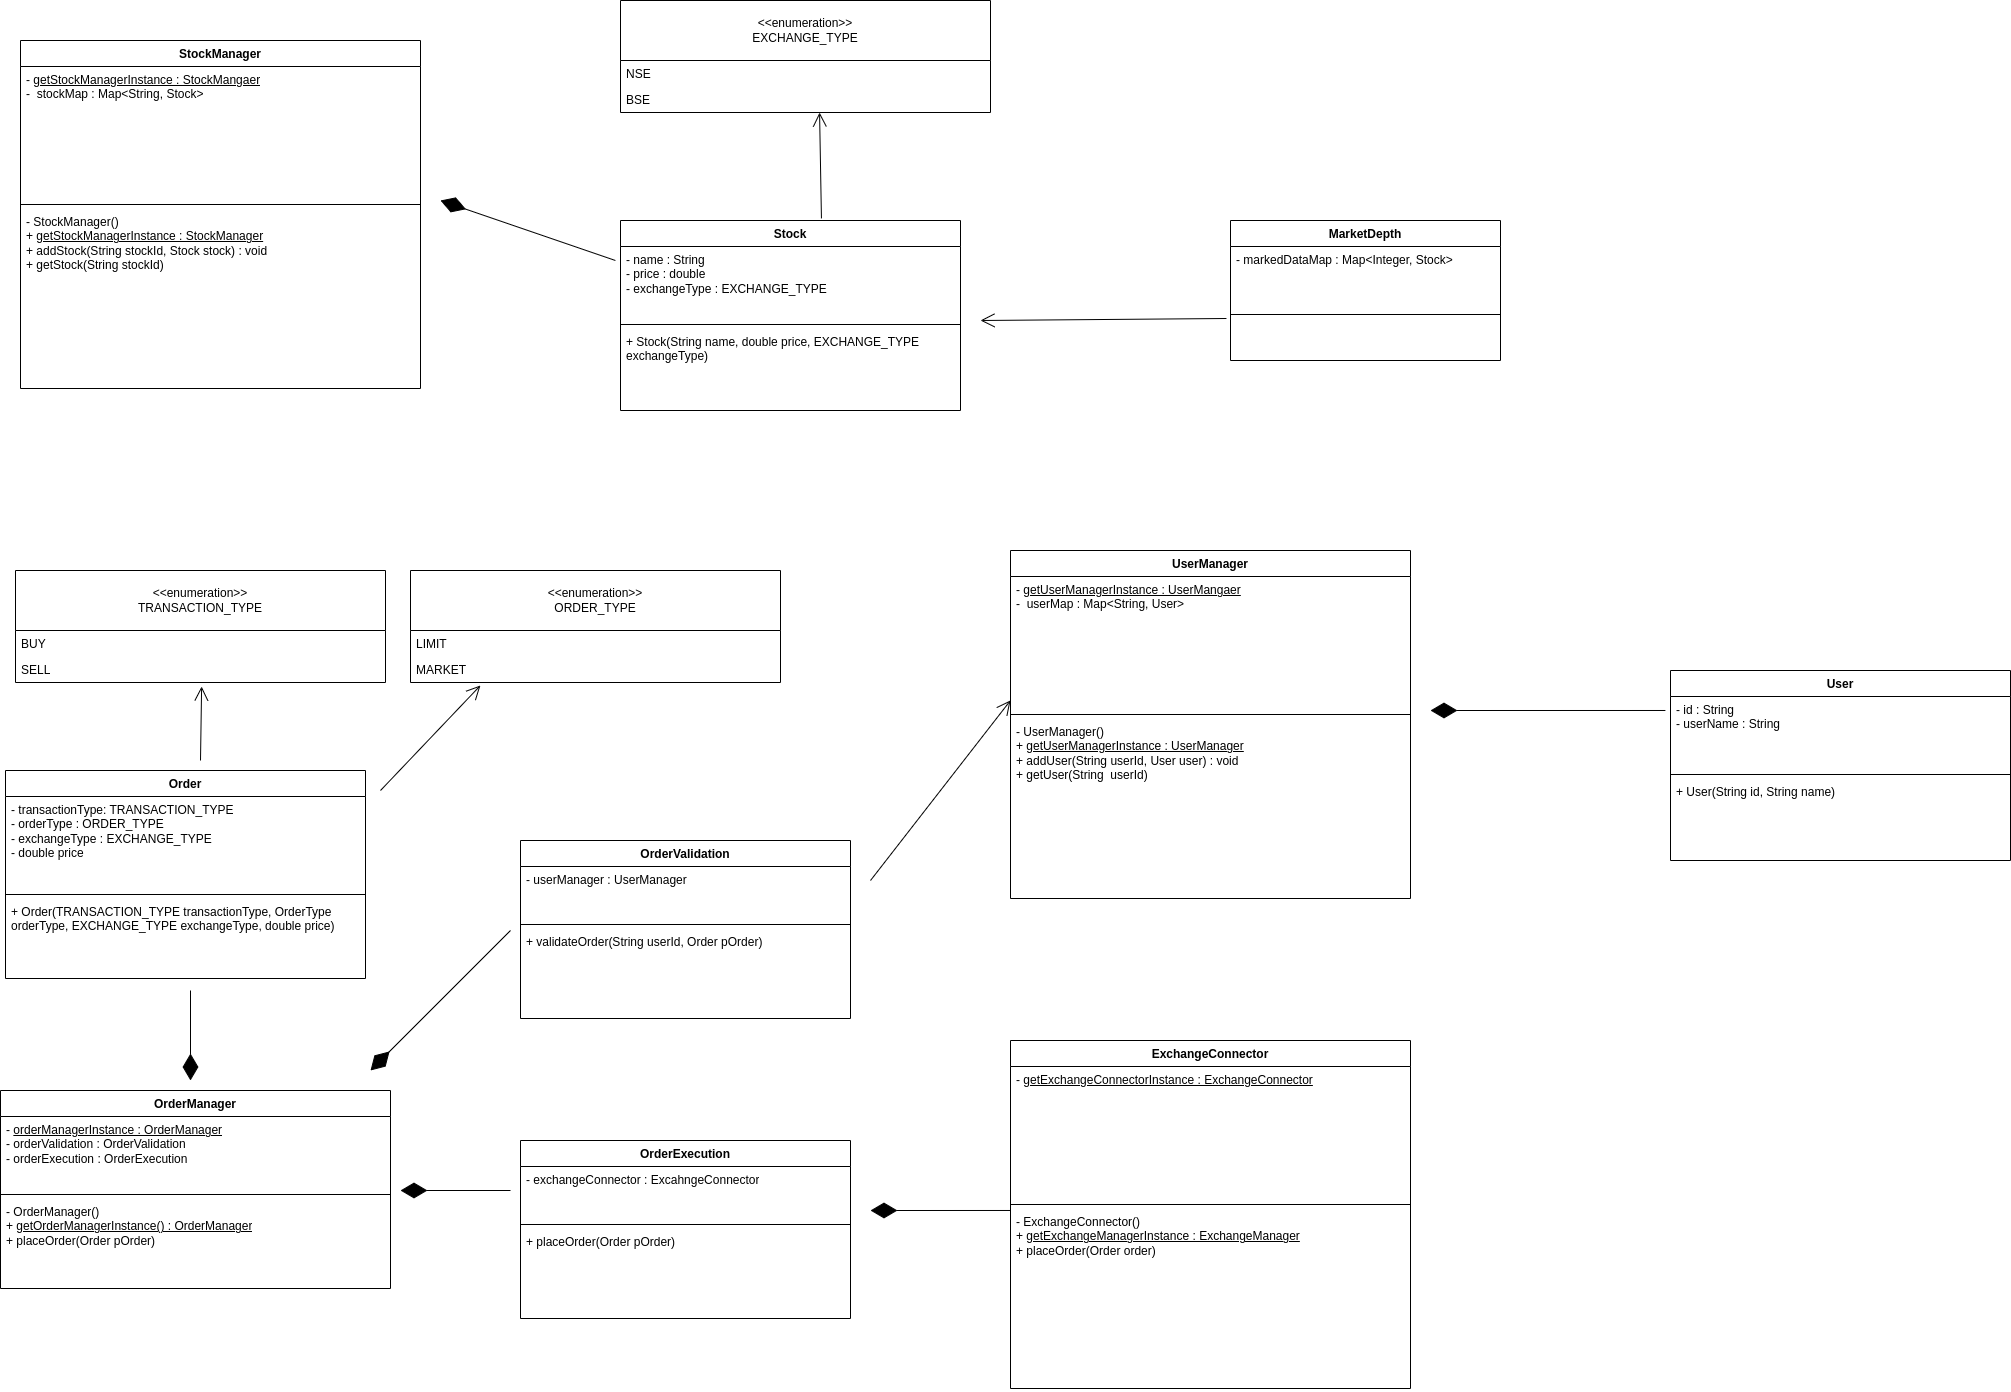 <<enumeration>>
EXCHANGE_TYPE
NSE
BSE
StockManager
- getStockManagerInstance : StockMangaer
-  stockMap : Map<String, Stock>
- StockManager()
+ getStockManagerInstance : StockManager
+ addStock(String stockId, Stock stock) : void
+ getStock(String stockId)
Stock
- name : String
- price : double
- exchangeType : EXCHANGE_TYPE
+ Stock(String name, double price, EXCHANGE_TYPE
exchangeType)
MarketDepth
- markedDataMap : Map<Integer, Stock>
<<enumeration>>
TRANSACTION_TYPE
BUY
SELL
<<enumeration>>
ORDER_TYPE
LIMIT
MARKET
UserManager
- getUserManagerInstance : UserMangaer
-  userMap : Map<String, User>
- UserManager()
+ getUserManagerInstance : UserManager
+ addUser(String userId, User user) : void
+ getUser(String  userId)
User
- id : String
- userName : String
+ User(String id, String name)
Order
- transactionType: TRANSACTION_TYPE
- orderType : ORDER_TYPE
- exchangeType : EXCHANGE_TYPE
- double price
+ Order(TRANSACTION_TYPE transactionType, OrderType
orderType, EXCHANGE_TYPE exchangeType, double price)
OrderValidation
- userManager : UserManager
+ validateOrder(String userId, Order pOrder)
OrderManager
- orderManagerInstance : OrderManager
- orderValidation : OrderValidation
- orderExecution : OrderExecution
- OrderManager()
+ getOrderManagerInstance() : OrderManager
+ placeOrder(Order pOrder)
OrderExecution
- exchangeConnector : ExcahngeConnector
+ placeOrder(Order pOrder)
ExchangeConnector
- getExchangeConnectorInstance : ExchangeConnector
- ExchangeConnector()
+ getExchangeManagerInstance : ExchangeManager
+ placeOrder(Order order)